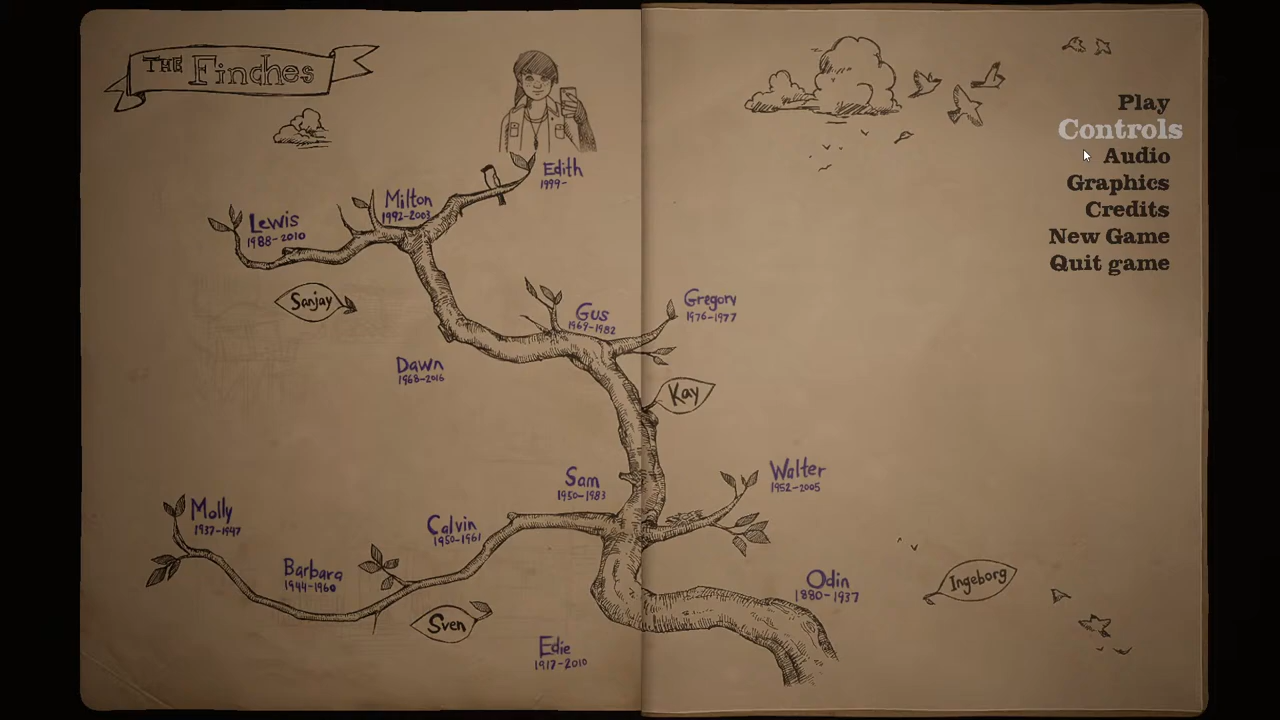 THE Finches
Edith
1999-
Milton
1992-2003
Lewis
1988-2010
Sanjay
Gus
1969-1982
Gregory
1976-1977
Dawn
1968-2016
Kay
Sam
1950-1983
Walter
1952-2005
Molly
1937-1947
Calvin
1950-1961
Barbara
1944-1960
Sven
Odin
1880-1937
Ingeborg
Edie
1917-2010
Play
Controls
Audio
Graphics
Credits
New Game
Quit game